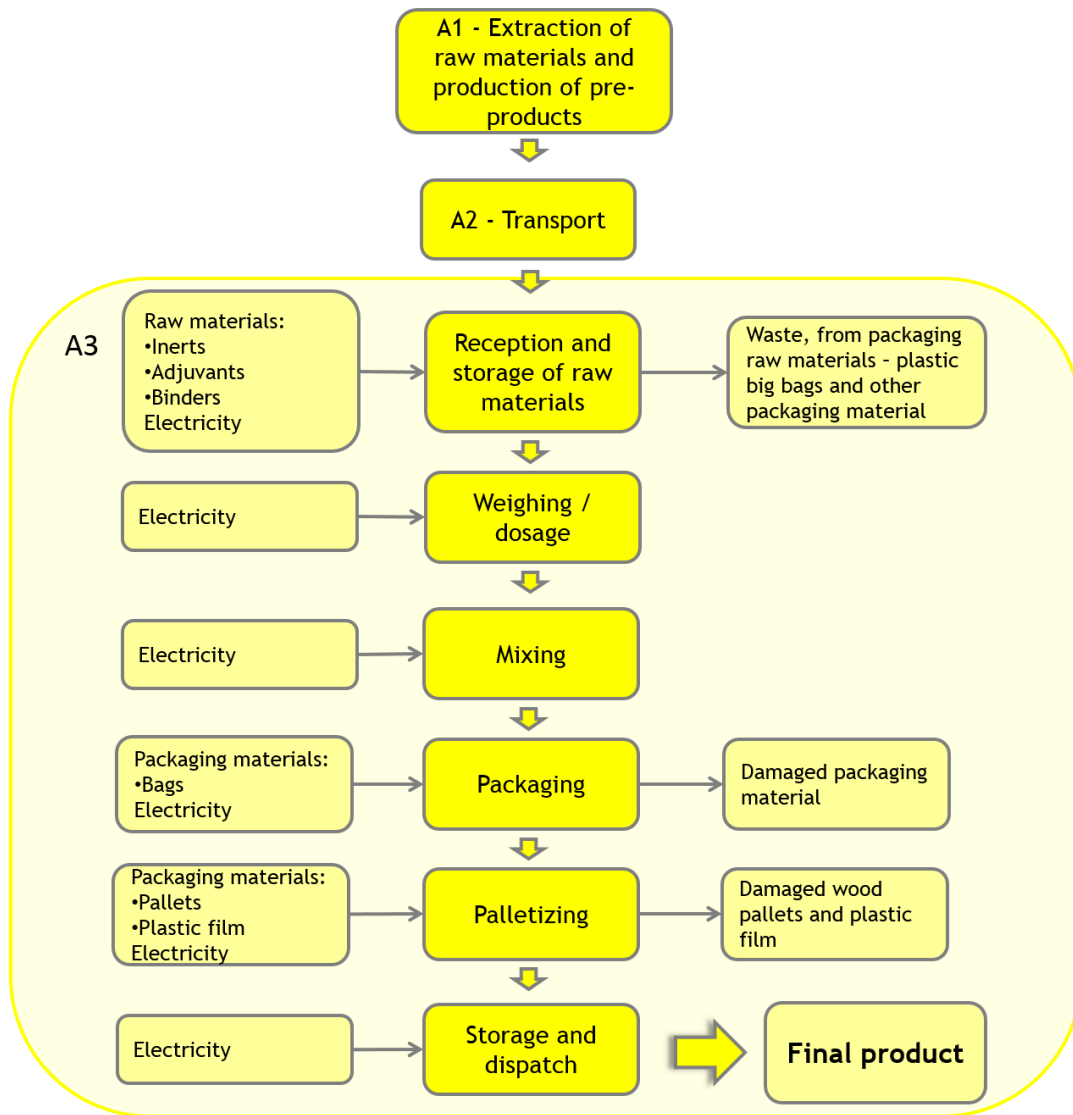 A1 - Extraction of
raw materials and
production of pre-
products
A2 - Transport
A3
Raw materials:
•Inerts
•Adjuvants
•Binders
Electricity
Reception and
storage of raw
materials
Waste, from packaging
raw materials – plastic
big bags and other
packaging material
Electricity
Weighing /
dosage
Electricity
Mixing
Packaging materials:
•Bags
Electricity
Packaging
Damaged packaging
material
Packaging materials:
•Pallets
•Plastic film
Electricity
Palletizing
Damaged wood
pallets and plastic
film
Electricity
Storage and
dispatch
Final product